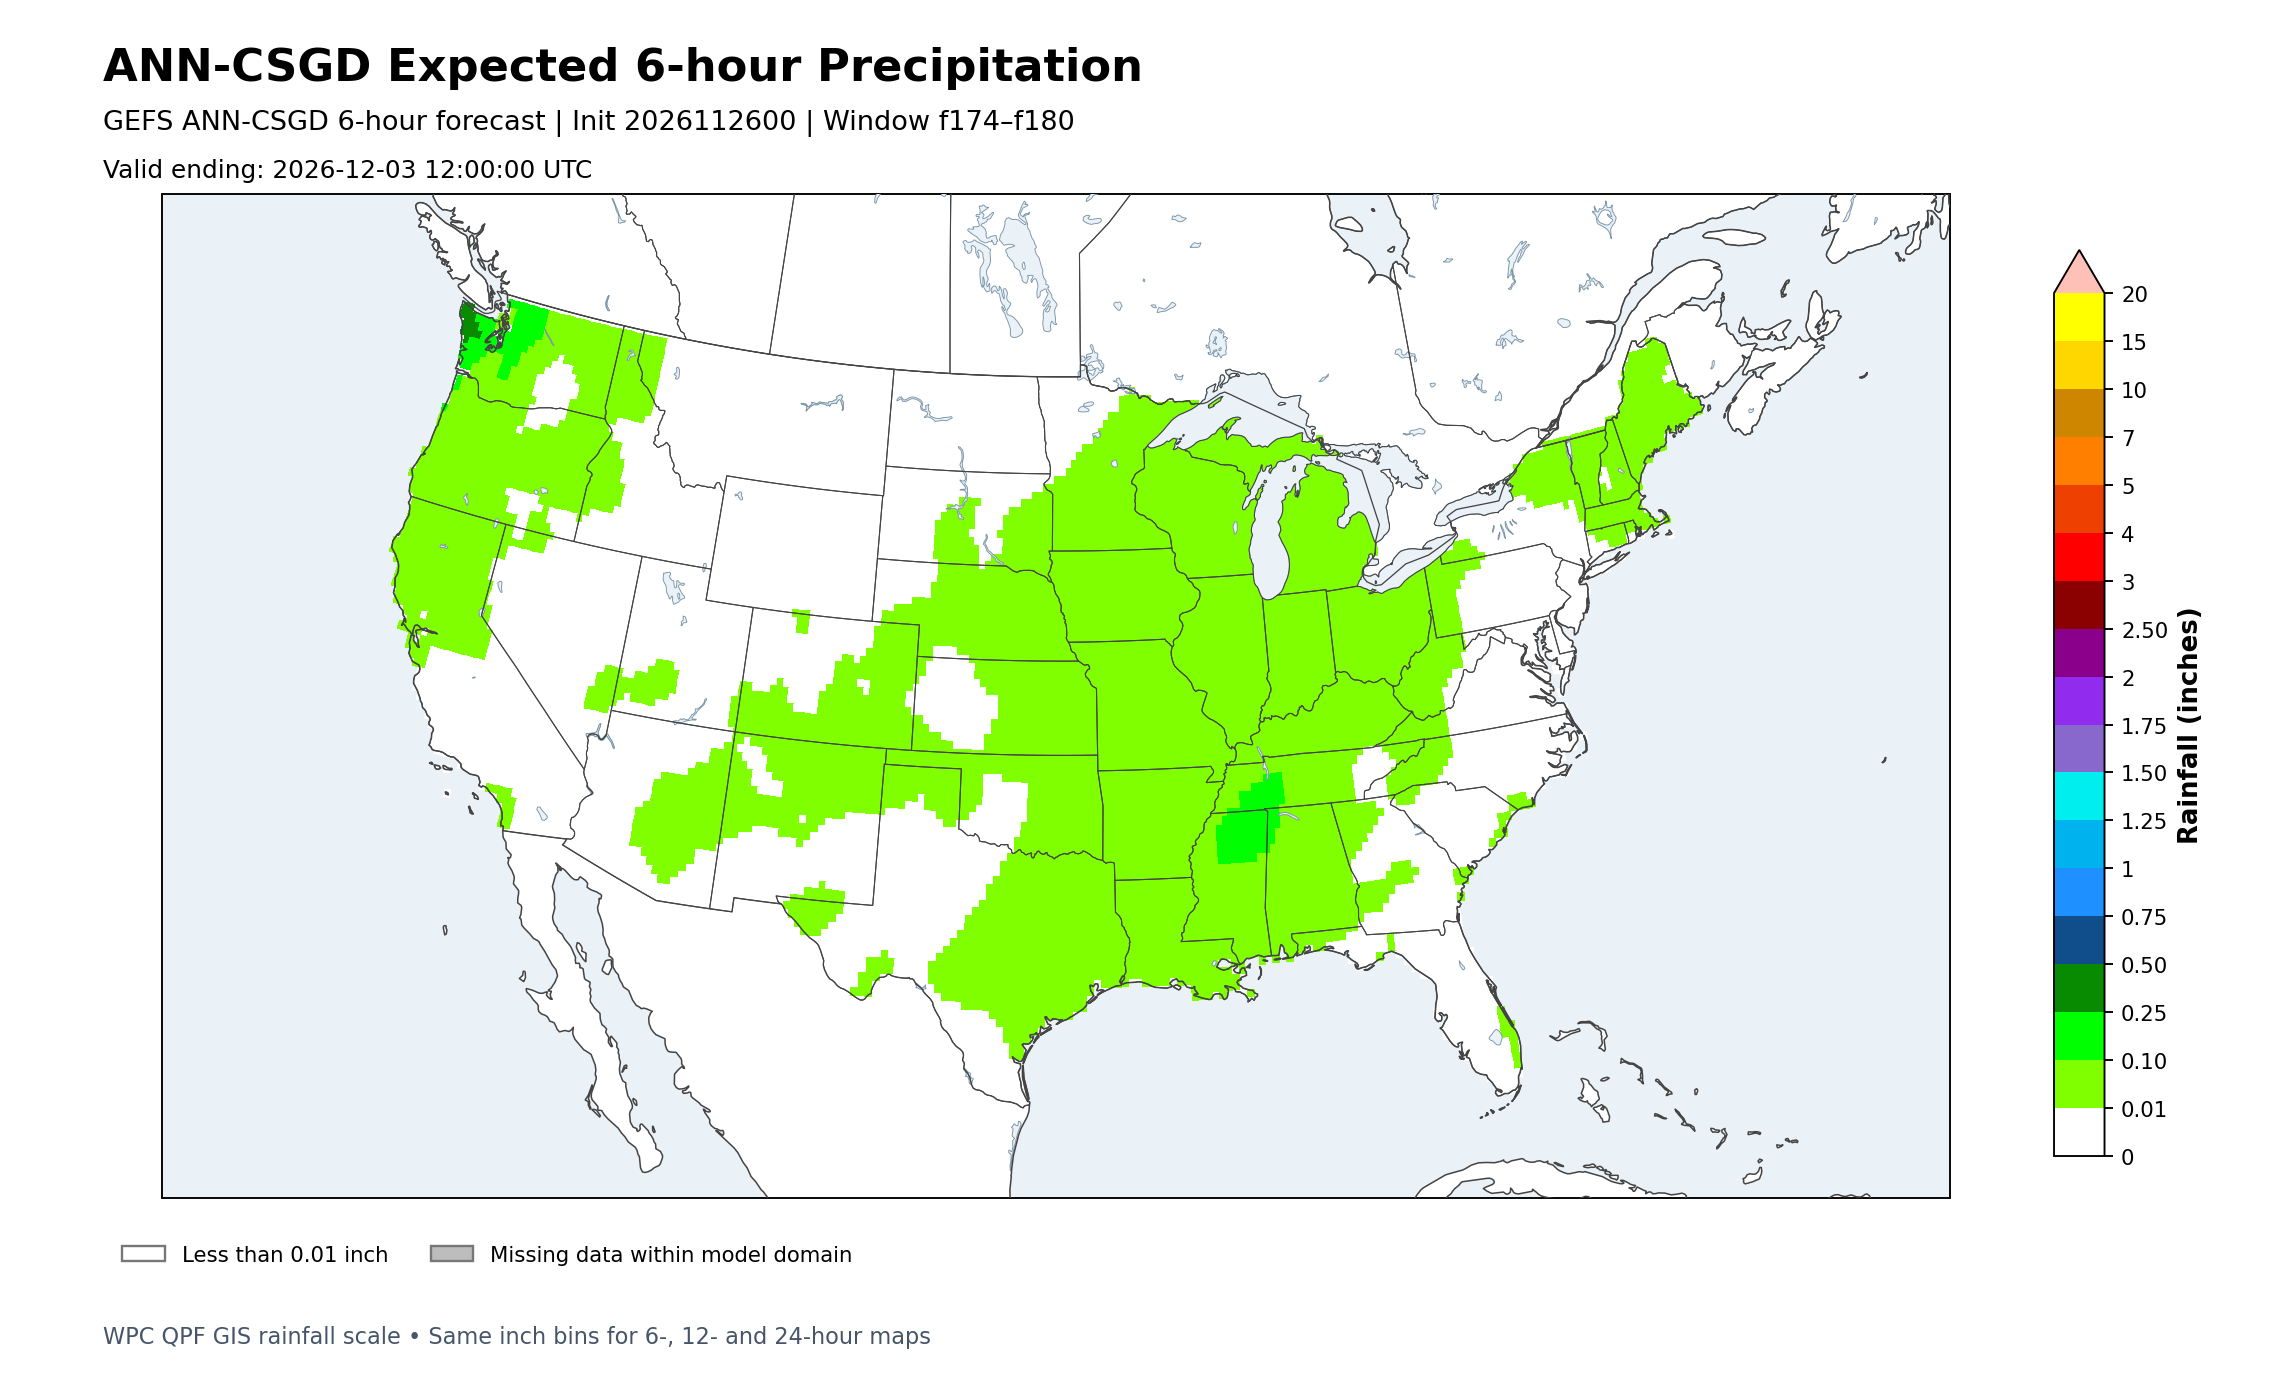 ANN-CSGD Expected 6-hour Precipitation
GEFS ANN-CSGD 6-hour forecast | Init 2026112600 | Window f174–f180
Valid ending: 2026-12-03 12:00:00 UTC
20
15
10
7
5
4
3
2.50
2
1.75
1.50
1.25
1
0.75
0.50
0.25
0.10
0.01
0
Rainfall (inches)
Less than 0.01 inch
Missing data within model domain
WPC QPF GIS rainfall scale • Same inch bins for 6-, 12- and 24-hour maps